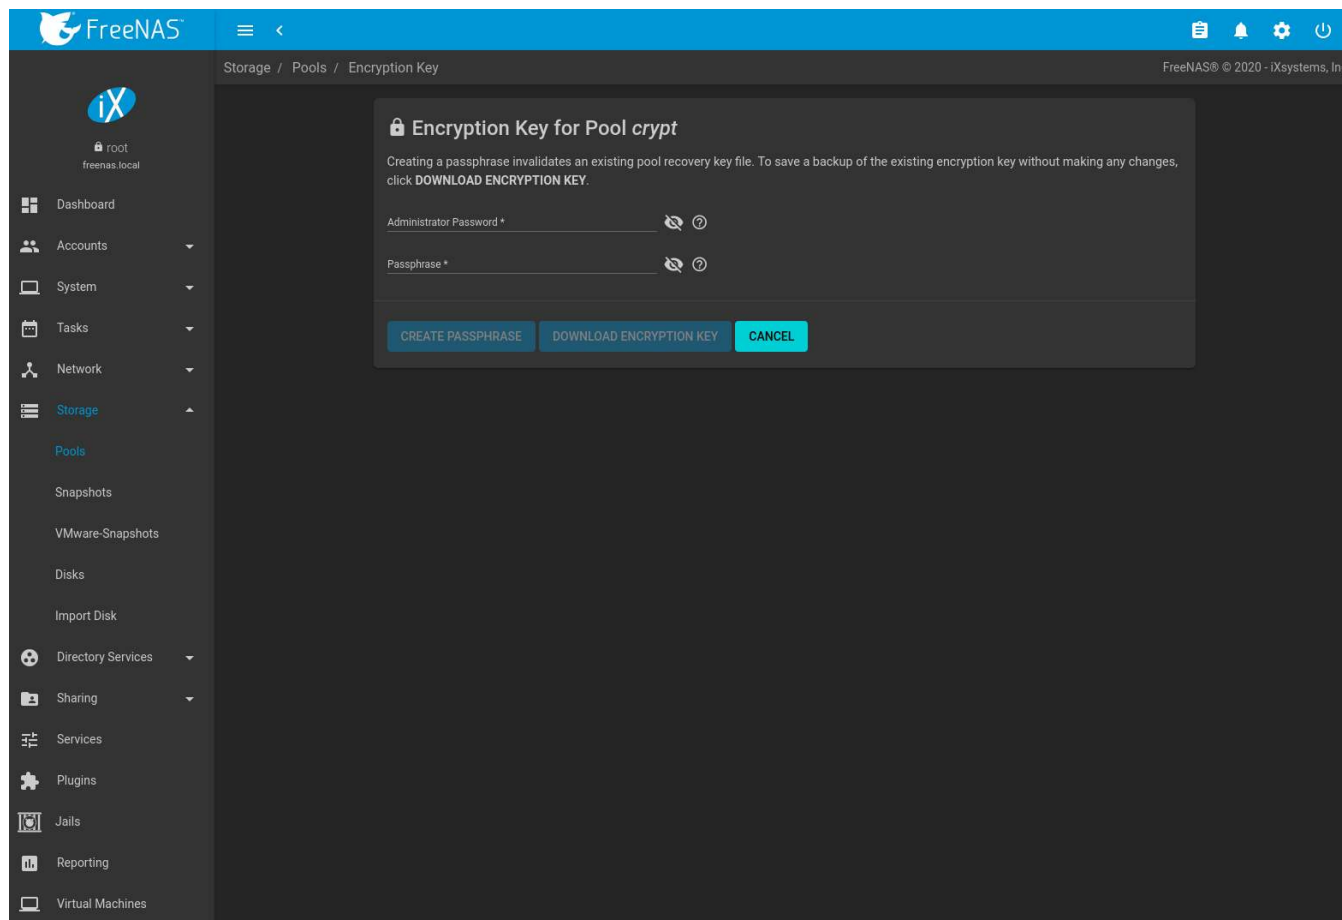 FreeNAS™
Storage / Pools / Encryption Key
FreeNAS® © 2020 - iXsystems, In
iX
root
freenas.local
Dashboard
Accounts
System
Tasks
Network
Storage
Pools
Snapshots
VMware-Snapshots
Disks
Import Disk
Directory Services
Sharing
Services
Plugins
Jails
Reporting
Virtual Machines
Encryption Key for Pool crypt
Creating a passphrase invalidates an existing pool recovery key file. To save a backup of the existing encryption key without making any changes,
click DOWNLOAD ENCRYPTION KEY.
Administrator Password *
Passphrase *
CREATE PASSPHRASE DOWNLOAD ENCRYPTION KEY CANCEL